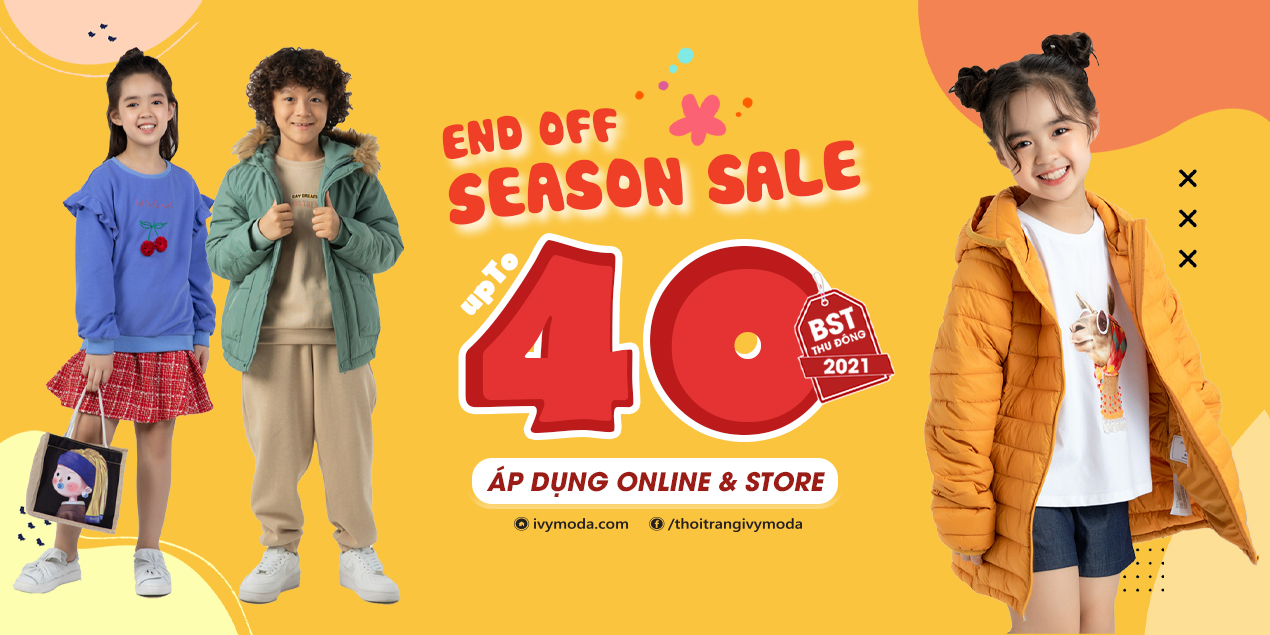 END OFF
SEASON SALE
upTo
40
BST
THU ĐÔNG
2021
ÁP DỤNG ONLINE & STORE
ivymoda.com /thoitrangivymoda